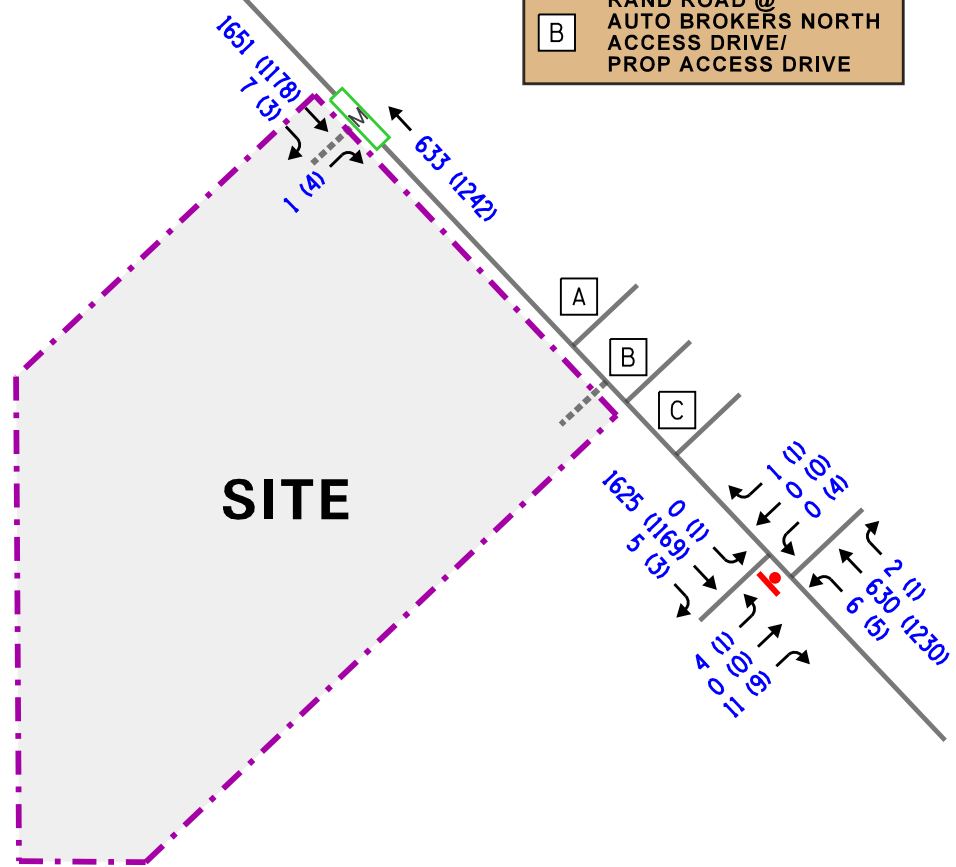 RAND ROAD @
B
AUTO BROKERS NORTH
ACCESS DRIVE/
PROP ACCESS DRIVE
1651 (1178)
7 (3)
M
633 (1242)
1 (4)
A
B
C
SITE
1 (1)
0 (0)
0 (4)
0 (1)
1625 (1169)
5 (3)
2 (1)
630 (1230)
6 (5)
4 (1)
0 (0)
11 (9)